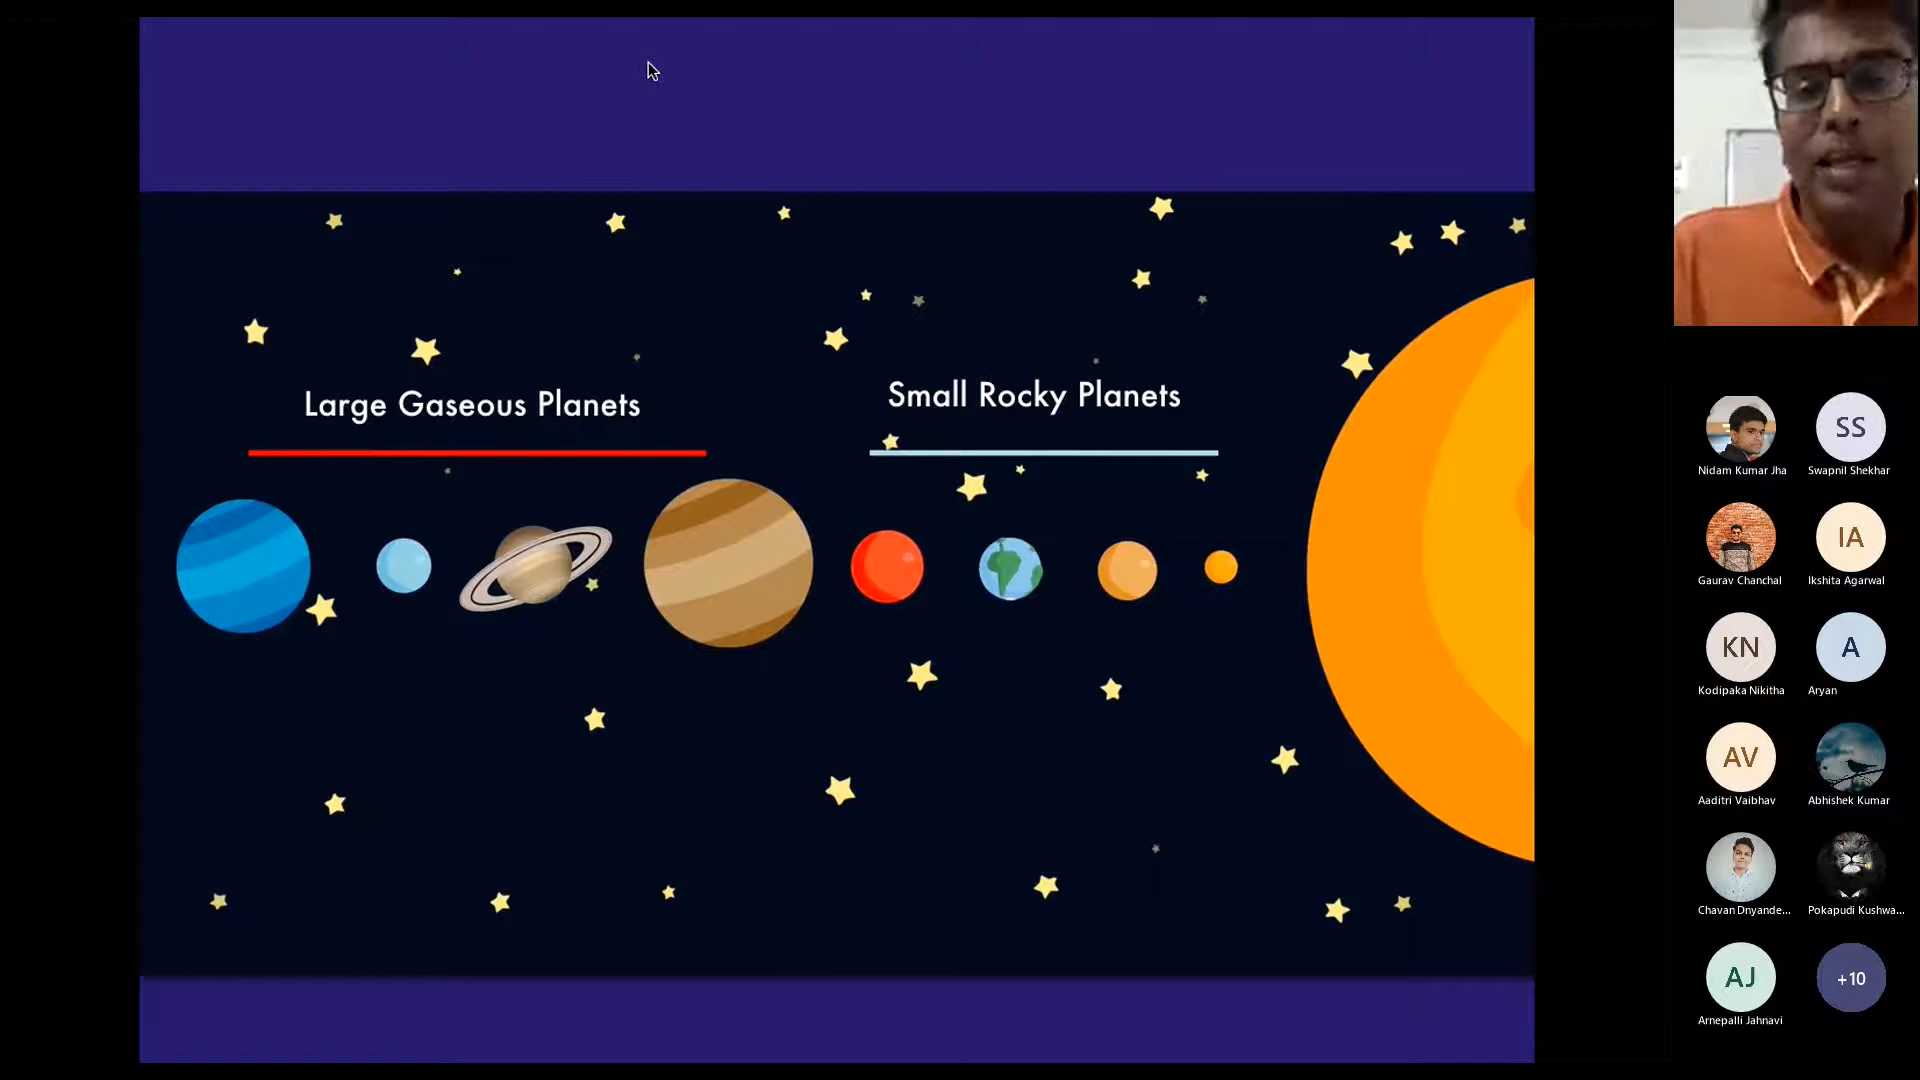 Large Gaseous Planets
Small Rocky Planets
Nidam Kumar Jha
SS
Swapnil Shekhar
Gaurav Chanchal
IA
Ikshita Agarwal
KN
Kodipaka Nikitha
A
Aryan
AV
Aaditri Vaibhav
Abhishek Kumar
Chavan Dnyande...
Pokapudi Kushwa...
AJ
Arnepalli Jahnavi
+10